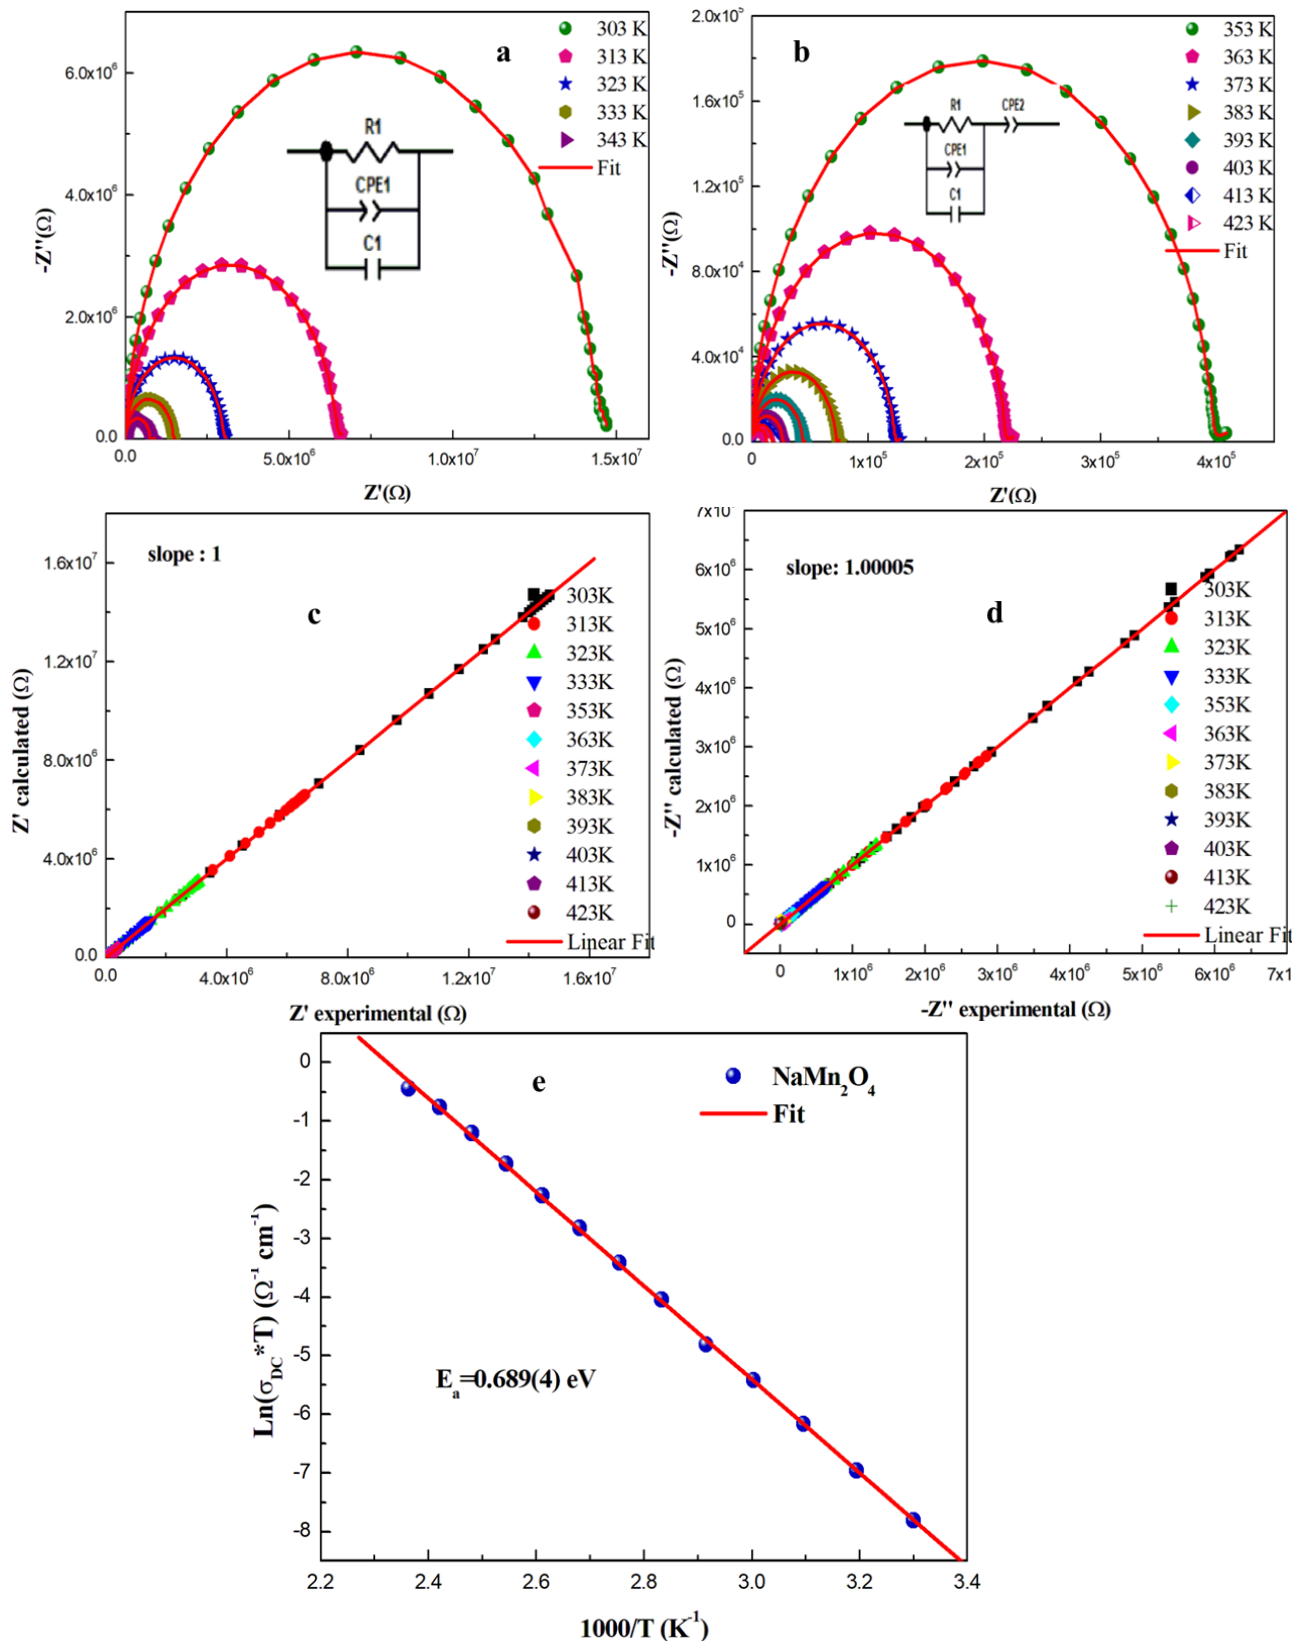 a
6.0x10⁶
4.0x10⁶
2.0x10⁶
0.0
-Z''(Ω)
0.0 5.0x10⁶ 1.0x10⁷ 1.5x10⁷
Z'(Ω)
303 K
313 K
323 K
333 K
343 K
Fit
R1
CPE1
C1
b
2.0x10⁵
1.6x10⁵
1.2x10⁵
8.0x10⁴
4.0x10⁴
0.0
-Z''(Ω)
0 1x10⁵ 2x10⁵ 3x10⁵ 4x10⁵
Z'(Ω)
353 K
363 K
373 K
383 K
393 K
403 K
413 K
423 K
Fit
R1 CPE2
CPE1
C1
slope : 1
c
1.6x10⁷
1.2x10⁷
8.0x10⁶
4.0x10⁶
0.0
Z' calculated (Ω)
0.0 4.0x10⁶ 8.0x10⁶ 1.2x10⁷ 1.6x10⁷
Z' experimental (Ω)
303K
313K
323K
333K
353K
363K
373K
383K
393K
403K
413K
423K
Linear Fit
slope: 1.00005
d
6x10⁶
5x10⁶
4x10⁶
3x10⁶
2x10⁶
1x10⁶
0
-Z'' calculated (Ω)
0 1x10⁶ 2x10⁶ 3x10⁶ 4x10⁶ 5x10⁶ 6x10⁶ 7x1
-Z'' experimental (Ω)
303K
313K
323K
333K
353K
363K
373K
383K
393K
403K
413K
423K
Linear Fit
e
NaMn₂O₄
Fit
0
-1
-2
-3
-4
-5
-6
-7
-8
Ln(σ_DC*T) (Ω⁻¹ cm⁻¹)
Eₐ=0.689(4) eV
2.2 2.4 2.6 2.8 3.0 3.2 3.4
1000/T (K⁻¹)